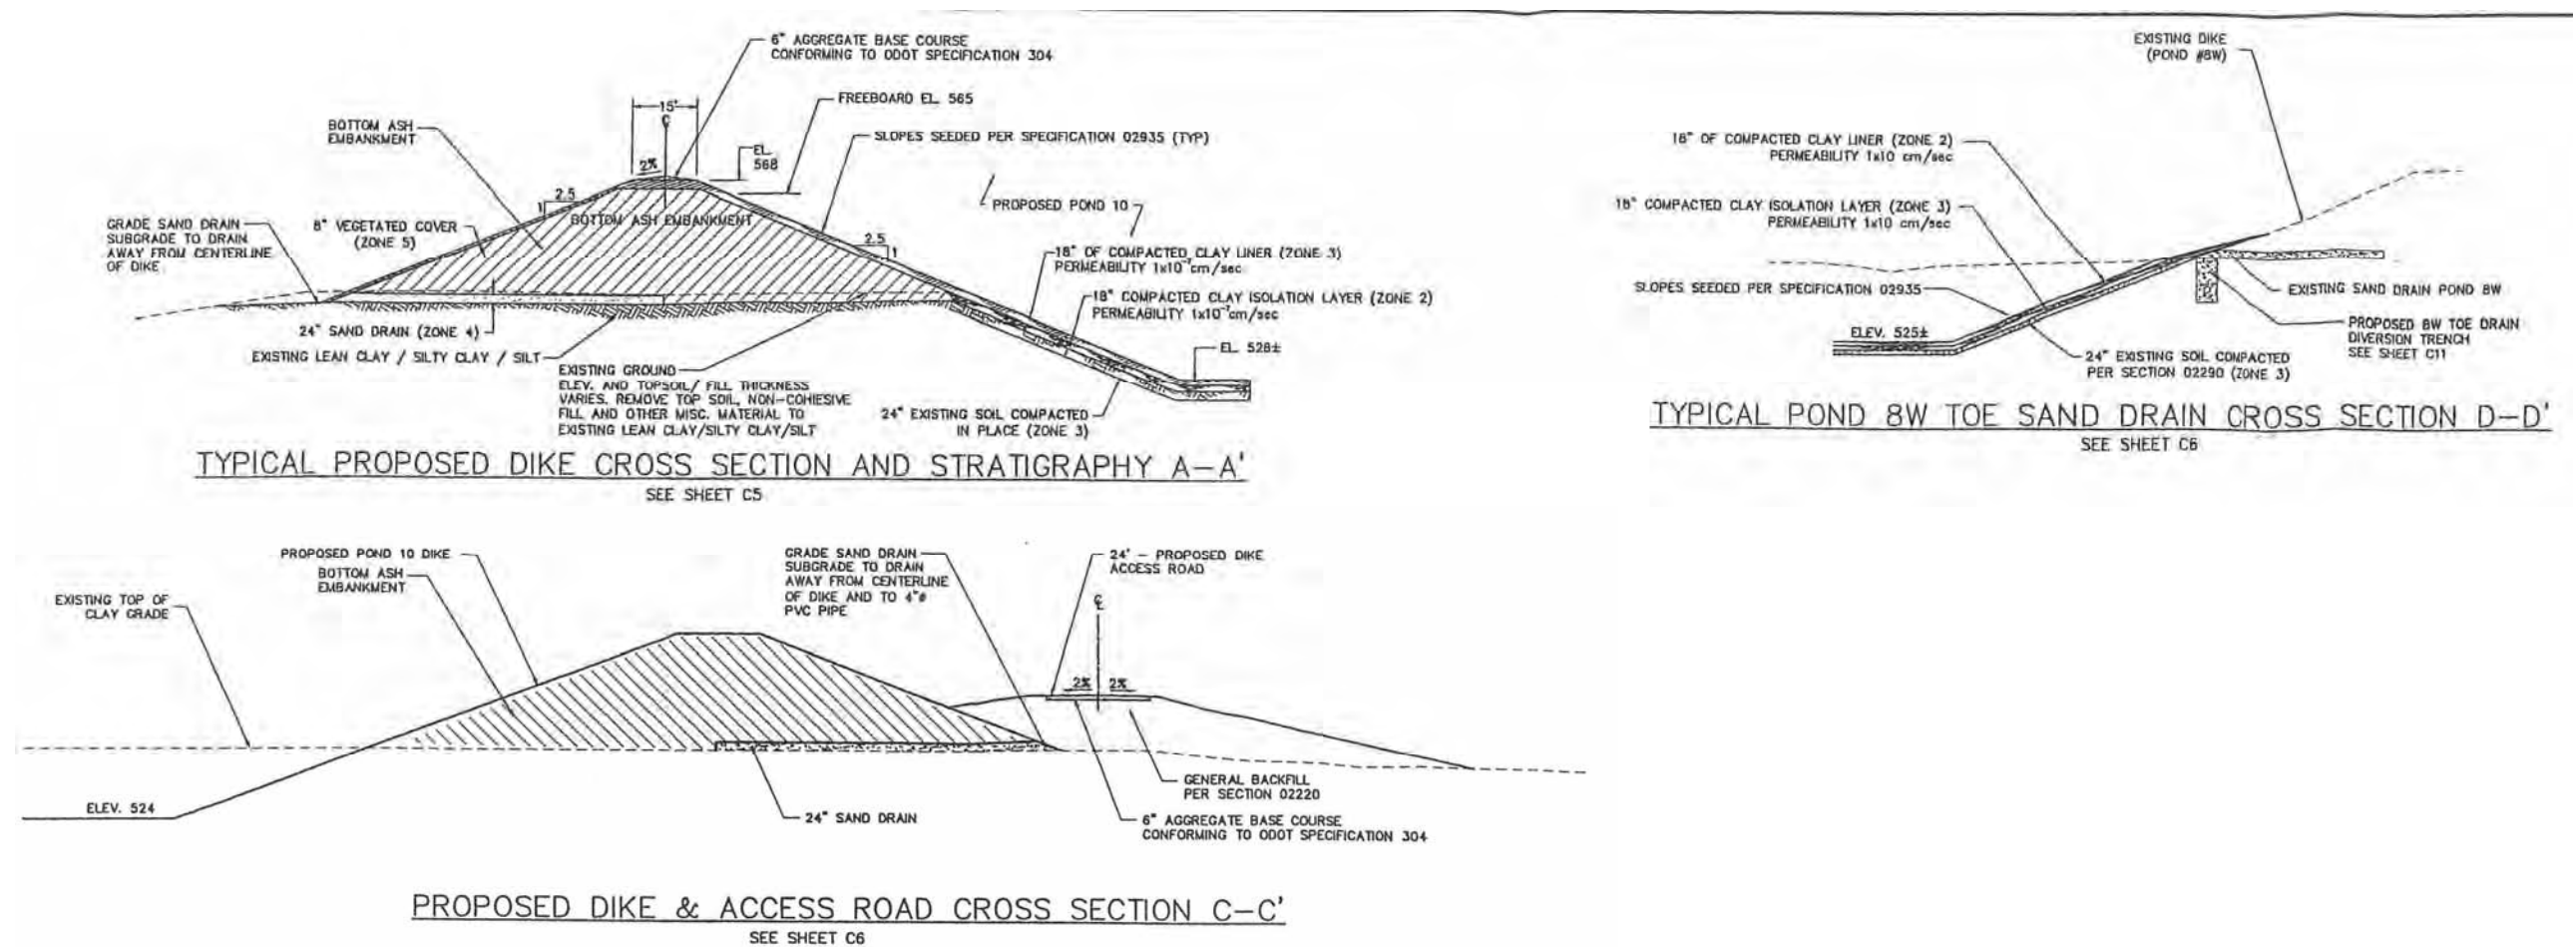 6" AGGREGATE BASE COURSE
CONFORMING TO ODOT SPECIFICATION 304
15'
℄
FREEBOARD EL. 565
BOTTOM ASH
EMBANKMENT
SLOPES SEEDED PER SPECIFICATION 02935 (TYP)
2%
EL.
568
2.5
1
PROPOSED POND 10
GRADE SAND DRAIN
SUBGRADE TO DRAIN
AWAY FROM CENTERLINE
OF DIKE
8" VEGETATED COVER
(ZONE 5)
BOTTOM ASH EMBANKMENT
2.5
1
18" OF COMPACTED CLAY LINER (ZONE 3)
PERMEABILITY 1x10⁻⁷cm/sec
18" COMPACTED CLAY ISOLATION LAYER (ZONE 2)
PERMEABILITY 1x10⁻⁷cm/sec
24" SAND DRAIN (ZONE 4)
EXISTING LEAN CLAY / SILTY CLAY / SILT
EL. 528±
EXISTING GROUND
ELEV. AND TOPSOIL/ FILL THICKNESS
VARIES. REMOVE TOP SOIL, NON-COHIESIVE
FILL AND OTHER MISC. MATERIAL TO
EXISTING LEAN CLAY/SILTY CLAY/SILT
24" EXISTING SOIL COMPACTED
IN PLACE (ZONE 3)
TYPICAL PROPOSED DIKE CROSS SECTION AND STRATIGRAPHY A-A'
SEE SHEET C5
EXISTING DIKE
(POND #8W)
18" OF COMPACTED CLAY LINER (ZONE 2)
PERMEABILITY 1x10 cm/sec
18" COMPACTED CLAY ISOLATION LAYER (ZONE 3)
PERMEABILITY 1x10 cm/sec
SLOPES SEEDED PER SPECIFICATION 02935
EXISTING SAND DRAIN POND 8W
ELEV. 525±
PROPOSED 8W TOE DRAIN
DIVERSION TRENCH
SEE SHEET C11
24" EXISTING SOIL COMPACTED
PER SECTION 02290 (ZONE 3)
TYPICAL POND 8W TOE SAND DRAIN CROSS SECTION D-D'
SEE SHEET C6
PROPOSED POND 10 DIKE
BOTTOM ASH
EMBANKMENT
GRADE SAND DRAIN
SUBGRADE TO DRAIN
AWAY FROM CENTERLINE
OF DIKE AND TO 4"ø
PVC PIPE
24' - PROPOSED DIKE
ACCESS ROAD
EXISTING TOP OF
CLAY GRADE
℄
2% 2%
GENERAL BACKFILL
PER SECTION 02220
ELEV. 524
24" SAND DRAIN
6" AGGREGATE BASE COURSE
CONFORMING TO ODOT SPECIFICATION 304
PROPOSED DIKE & ACCESS ROAD CROSS SECTION C-C'
SEE SHEET C6